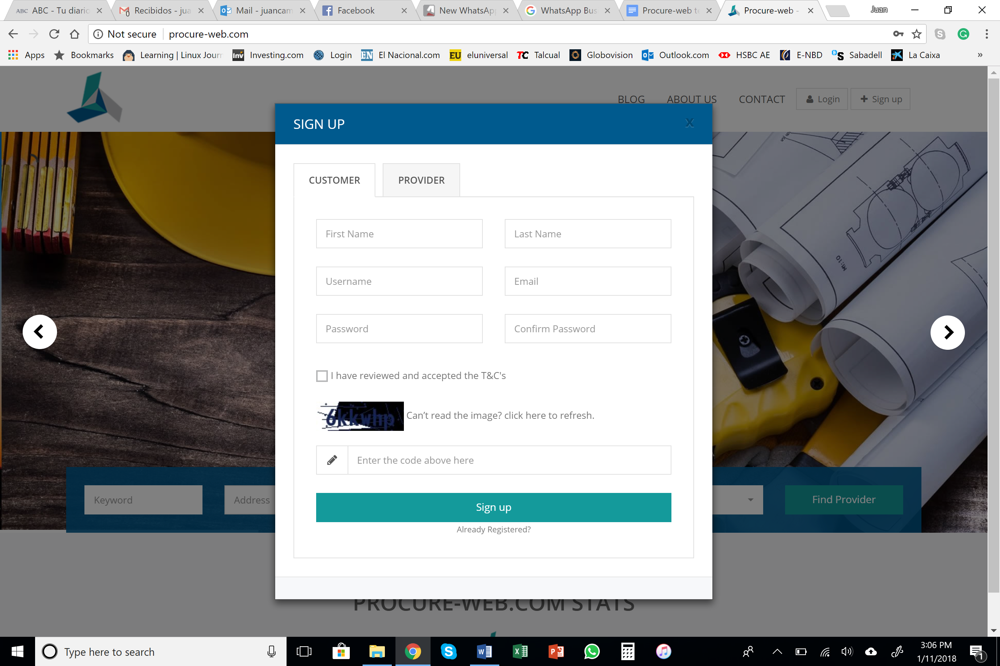 ABC - Tu diario
Recibidos - jua
Mail - juancam
Facebook
New WhatsApp
WhatsApp Bus
Procure-web te
Procure-web -
Juan
Not secure
procure-web.com
Apps
Bookmarks
Learning | Linux Jour
Investing.com
Login
El Nacional.com
eluniversal
Talcual
Globovision
Outlook.com
HSBC AE
E-NBD
Sabadell
La Caixa
»
BLOG
ABOUT US
CONTACT
Login
Sign up
SIGN UP
X
CUSTOMER
PROVIDER
First Name
Last Name
Username
Email
Password
Confirm Password
I have reviewed and accepted the T&C's
6kkwhp
Can’t read the image? click here to refresh.
Enter the code above here
Sign up
Already Registered?
Keyword
Address
Find Provider
PROCURE-WEB.COM STATS
Type here to search
3:06 PM
1/11/2018
1